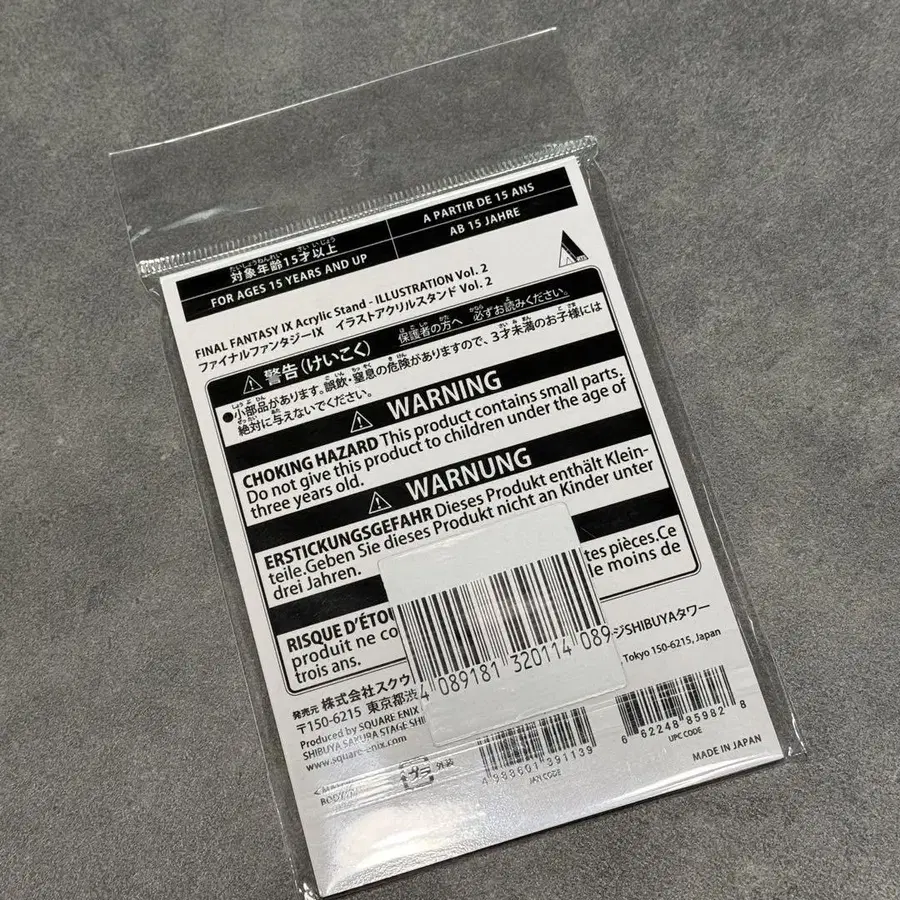 対象年齢15才以上
FOR AGES 15 YEARS AND UP
A PARTIR DE 15 ANS
AB 15 JAHRE
FINAL FANTASY IX Acrylic Stand - ILLUSTRATION Vol. 2
ファイナルファンタジーIX イラストアクリルスタンド Vol. 2
警告(けいこく) 保護者の方へ 必ずお読みください。
●小部品があります。誤飲・窒息の危険がありますので、3才未満のお子様には
絶対に与えないでください。
WARNING
CHOKING HAZARD This product contains small parts.
Do not give this product to children under the age of
three years old.
WARNUNG
ERSTICKUNGSGEFAHR Dieses Produkt enthält Klein-
teile.Geben Sie dieses Produkt nicht an Kinder unter
drei Jahren.
RISQUE D'ÉTOU tes pièces.Ce
produit ne co le moins de
trois ans.
4 089181 320114 089
発売元 株式会社スクウ ジSHIBUYAタワー
〒150-6215 東京都渋
Produced by SQUARE ENIX Tokyo 150-6215, Japan
SHIBUYA SAKURA STAGE SHI
www.square-enix.com
プラ 外装
4 988601 391139
JAN CODE
6 62248 85982 8
UPC CODE
MADE IN JAPAN